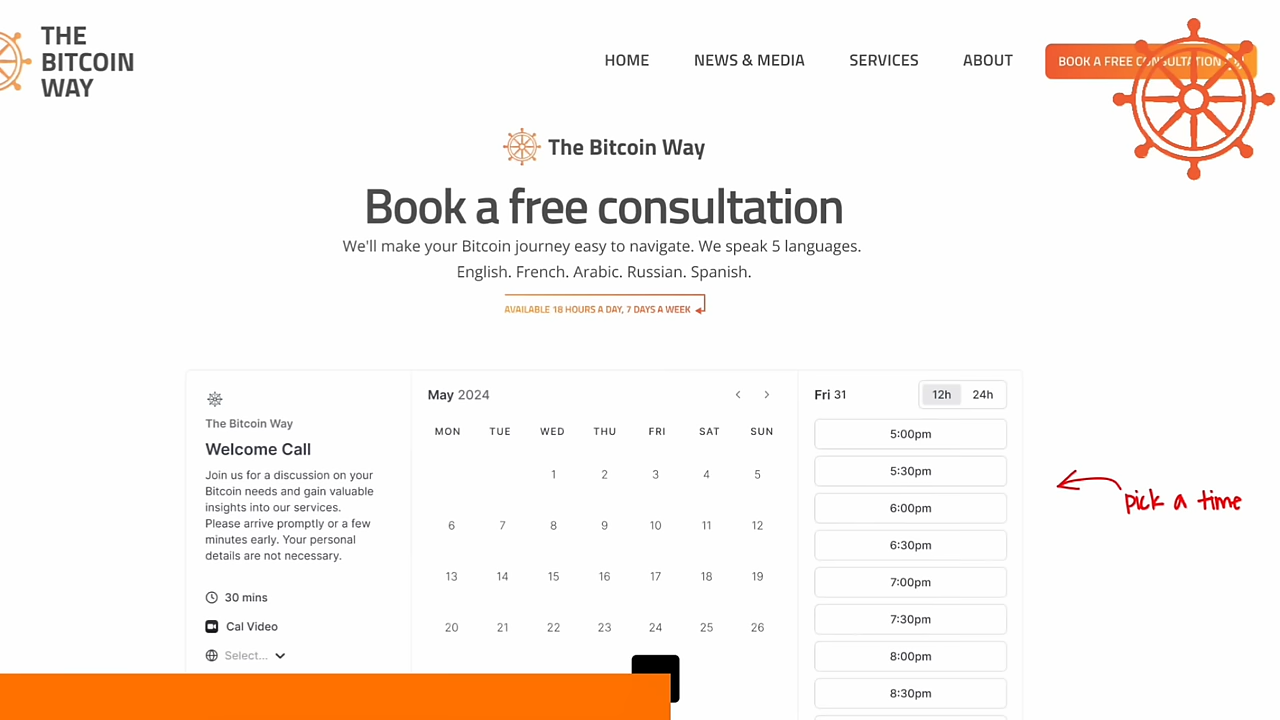 THE
BITCOIN
WAY
HOME NEWS & MEDIA SERVICES ABOUT BOOK A FREE CONSULTATION
The Bitcoin Way
Book a free consultation
We'll make your Bitcoin journey easy to navigate. We speak 5 languages.
English. French. Arabic. Russian. Spanish.
AVAILABLE 18 HOURS A DAY, 7 DAYS A WEEK
The Bitcoin Way
Welcome Call
Join us for a discussion on your
Bitcoin needs and gain valuable
insights into our services.
Please arrive promptly or a few
minutes early. Your personal
details are not necessary.
30 mins
Cal Video
Select...
May 2024
MON TUE WED THU FRI SAT SUN
1 2 3 4 5
6 7 8 9 10 11 12
13 14 15 16 17 18 19
20 21 22 23 24 25 26
Fri 31 12h 24h
5:00pm
5:30pm
6:00pm
6:30pm
7:00pm
7:30pm
8:00pm
8:30pm
pick a time